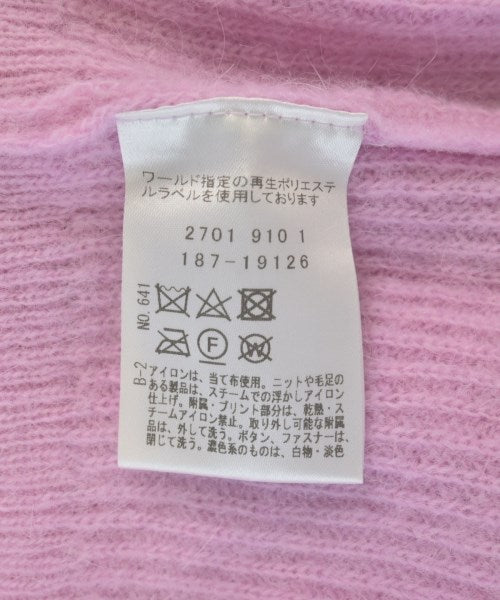 ワールド指定の再生ポリエステ
ルラベルを使用しております
2701 910 1
187-19126
NO. 641
F
W
B-2
アイロンは、当て布使用。ニットや毛足の
ある製品は、スチームでの浮かしアイロン
仕上げ。附属・プリント部分は、乾熱・ス
チームアイロン禁止。取り外し可能な附属
品は、外して洗う。ボタン、ファスナーは、
閉じて洗う。濃色系のものは、白物・淡色